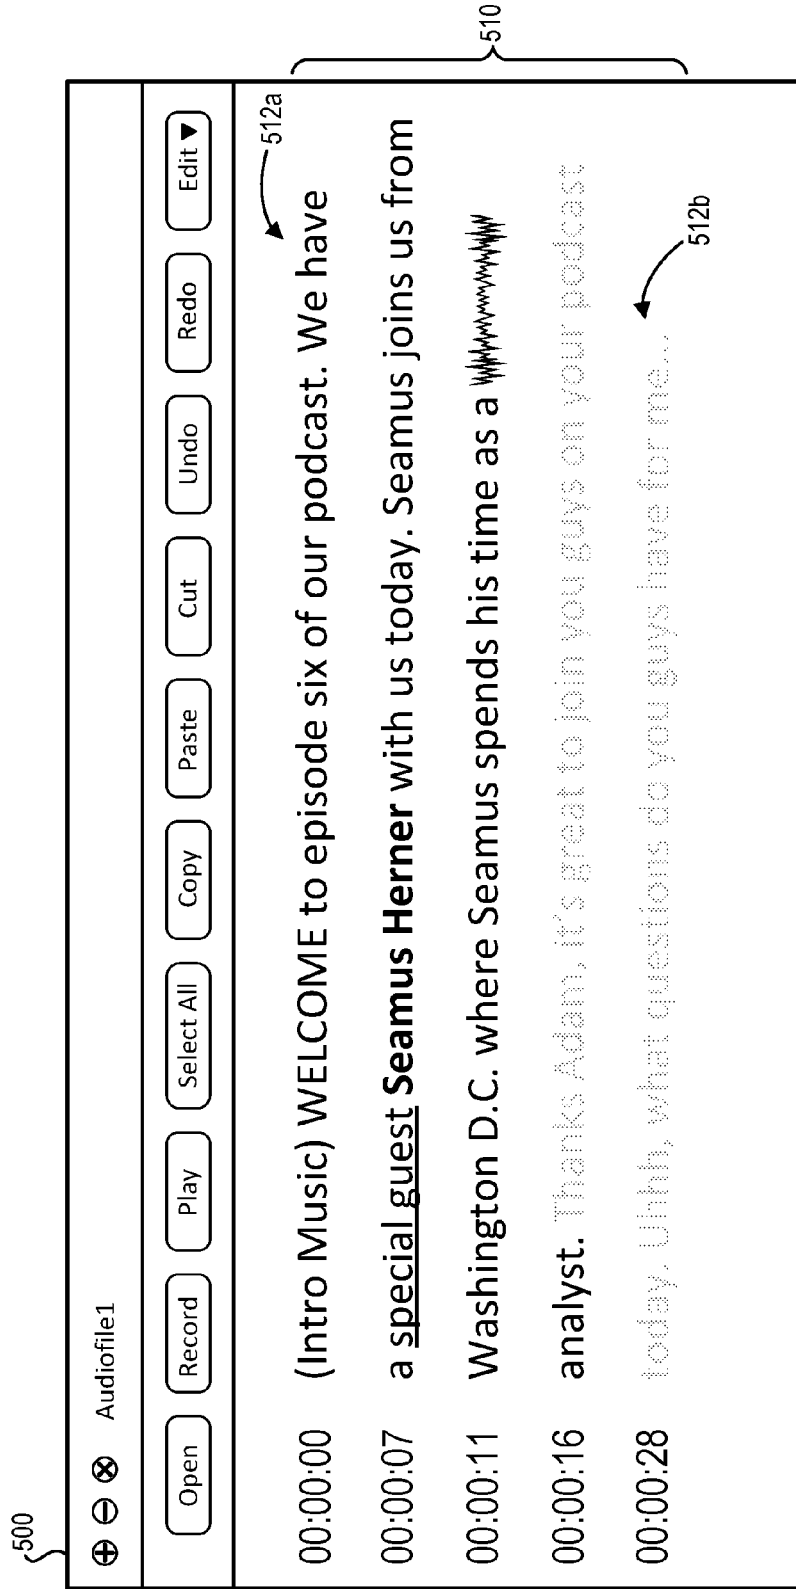 500
Audiofile1
Open Record Play Select All Copy Paste Cut Undo Redo Edit ▼
512a
510
00:00:00 (Intro Music) WELCOME to episode six of our podcast. We have
00:00:07 a special guest Seamus Herner with us today. Seamus joins us from
00:00:11 Washington D.C. where Seamus spends his time as a
00:00:16 analyst. Thanks Adam, it's great to join you guys on your podcast
00:00:28 today. Uhhh, what questions do you guys have for me...
512b